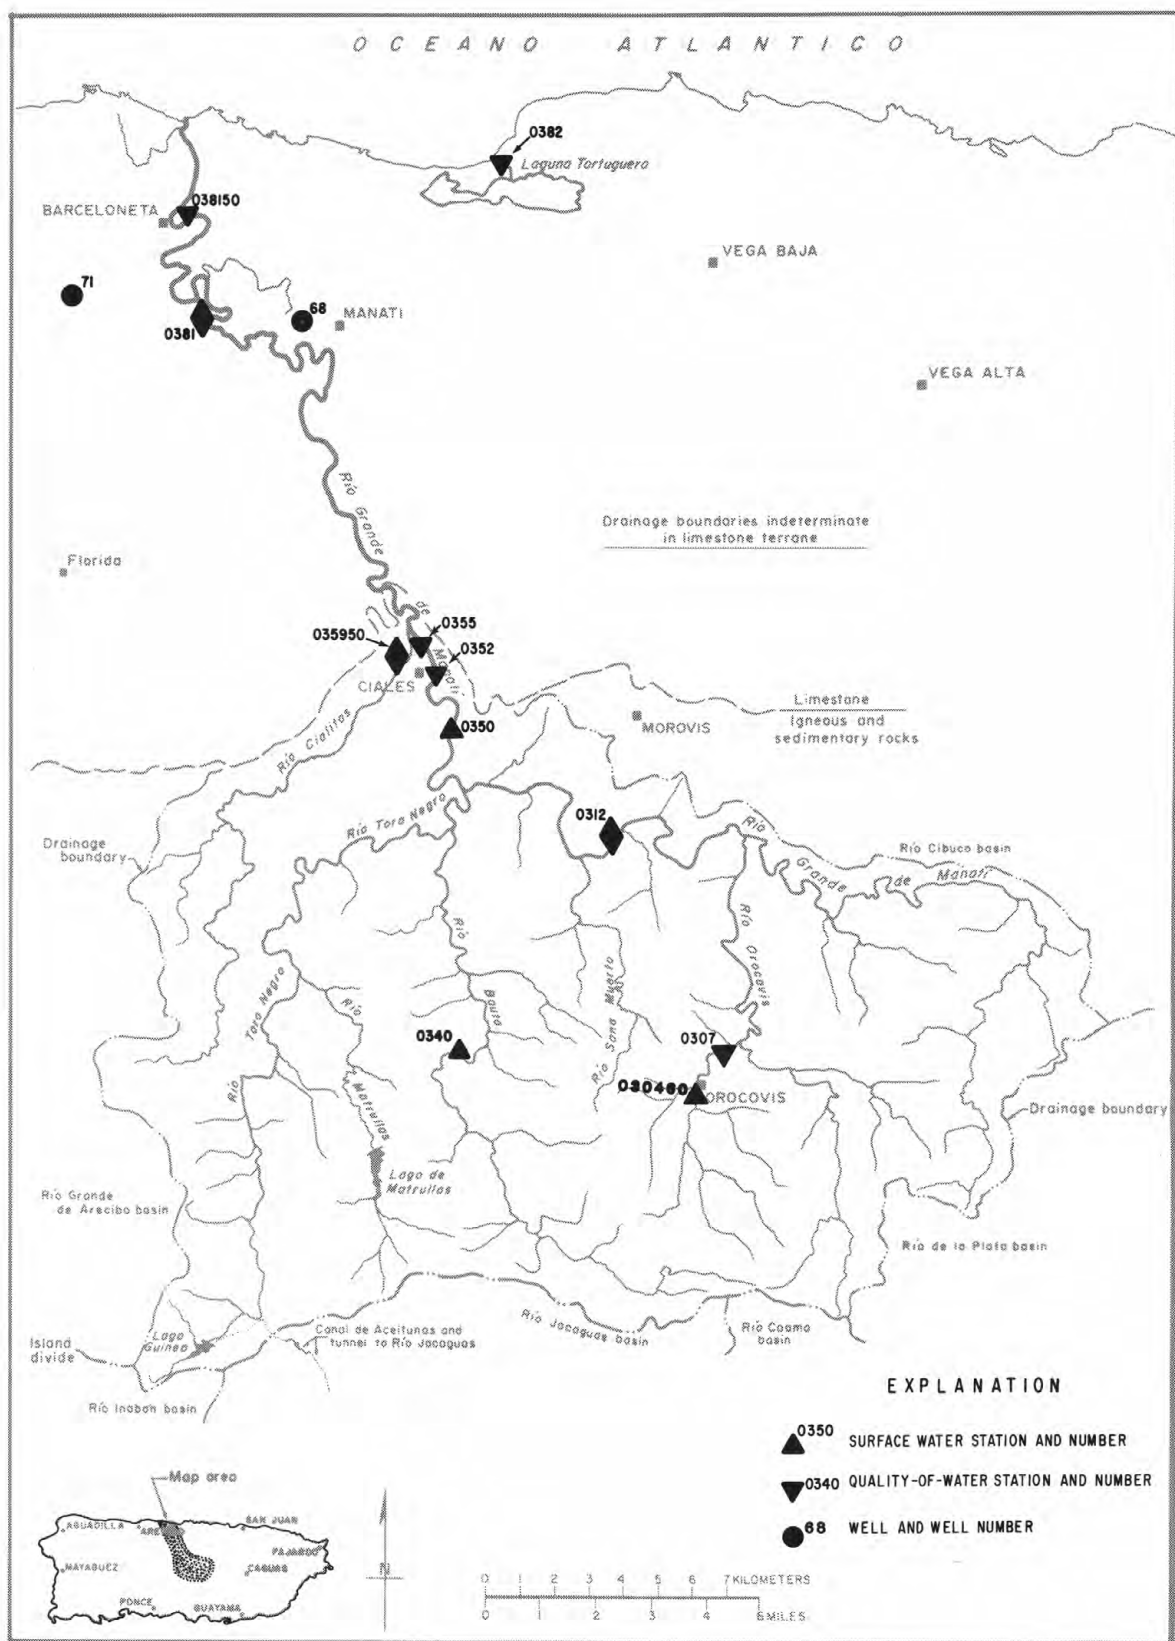 OCEANO ATLANTICO
0382
Laguna Tortuguero
038150
BARCELONETA
VEGA BAJA
71
68
MANATI
0381
VEGA ALTA
Río Grande de Manatí
Drainage boundaries indeterminate
in limestone terrane
Florida
0355
035950
0352
CIALES
Limestone
Igneous and
sedimentary rocks
MOROVIS
0350
Río Cialitos
Río Toro Negro
0312
Río Grande de Manatí
Río Cibuco basin
Drainage
boundary
Río Orocovis
Río Toro Negro
Río Matrullas
Río Bauta
Río Sana Muerto
0340
0307
030460
OROCOVIS
Drainage boundary
Lago de
Matrullas
Río Grande
de Arecibo basin
Río de la Plata basin
Río Jacaguas basin
Río Coamo
basin
Canal de Aceitunas and
tunnel to Río Jacaguas
Lago
Guineo
Island
divide
Río Inabón basin
EXPLANATION
0350 SURFACE WATER STATION AND NUMBER
0340 QUALITY-OF-WATER STATION AND NUMBER
68 WELL AND WELL NUMBER
Map area
AGUADILLA
ARE
SAN JUAN
FAJARDO
MAYAGUEZ
CAGUAS
PONCE
GUAYAMA
N
0 1 2 3 4 5 6 7 KILOMETERS
0 1 2 3 4 5 MILES